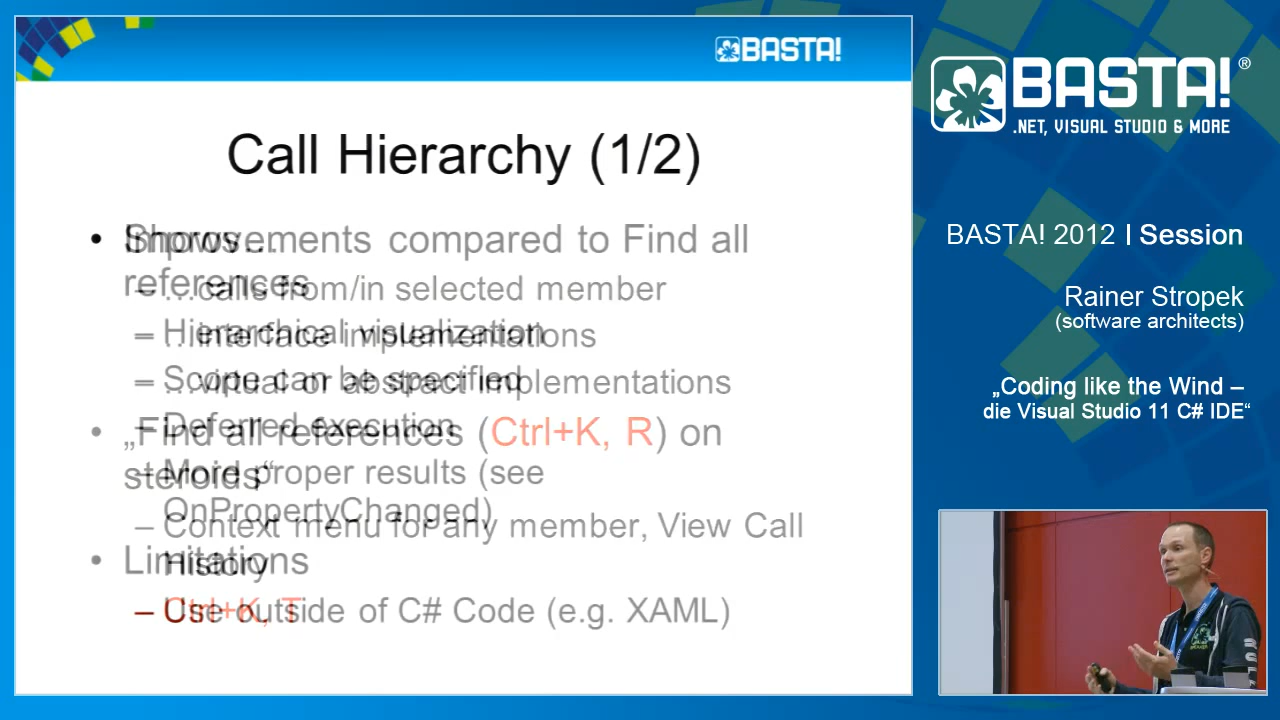 BASTA!
Call Hierarchy (1/2)
• Shows…
– …calls from/in selected member
– …interface implementations
– …virtual or abstract implementations
• „Find all references (Ctrl+K, R) on
steroids“
– Context menu for any member, View Call
History
– Ctrl+K, T
• Improvements compared to Find all
references
– Hierarchical visualization
– Scope can be specified
– Deferred execution
– More proper results (see
OnPropertyChanged)
• Limitations
– Use outside of C# Code (e.g. XAML)
BASTA!®
.NET, VISUAL STUDIO & MORE
BASTA! 2012 | Session
Rainer Stropek
(software architects)
„Coding like the Wind –
die Visual Studio 11 C# IDE“